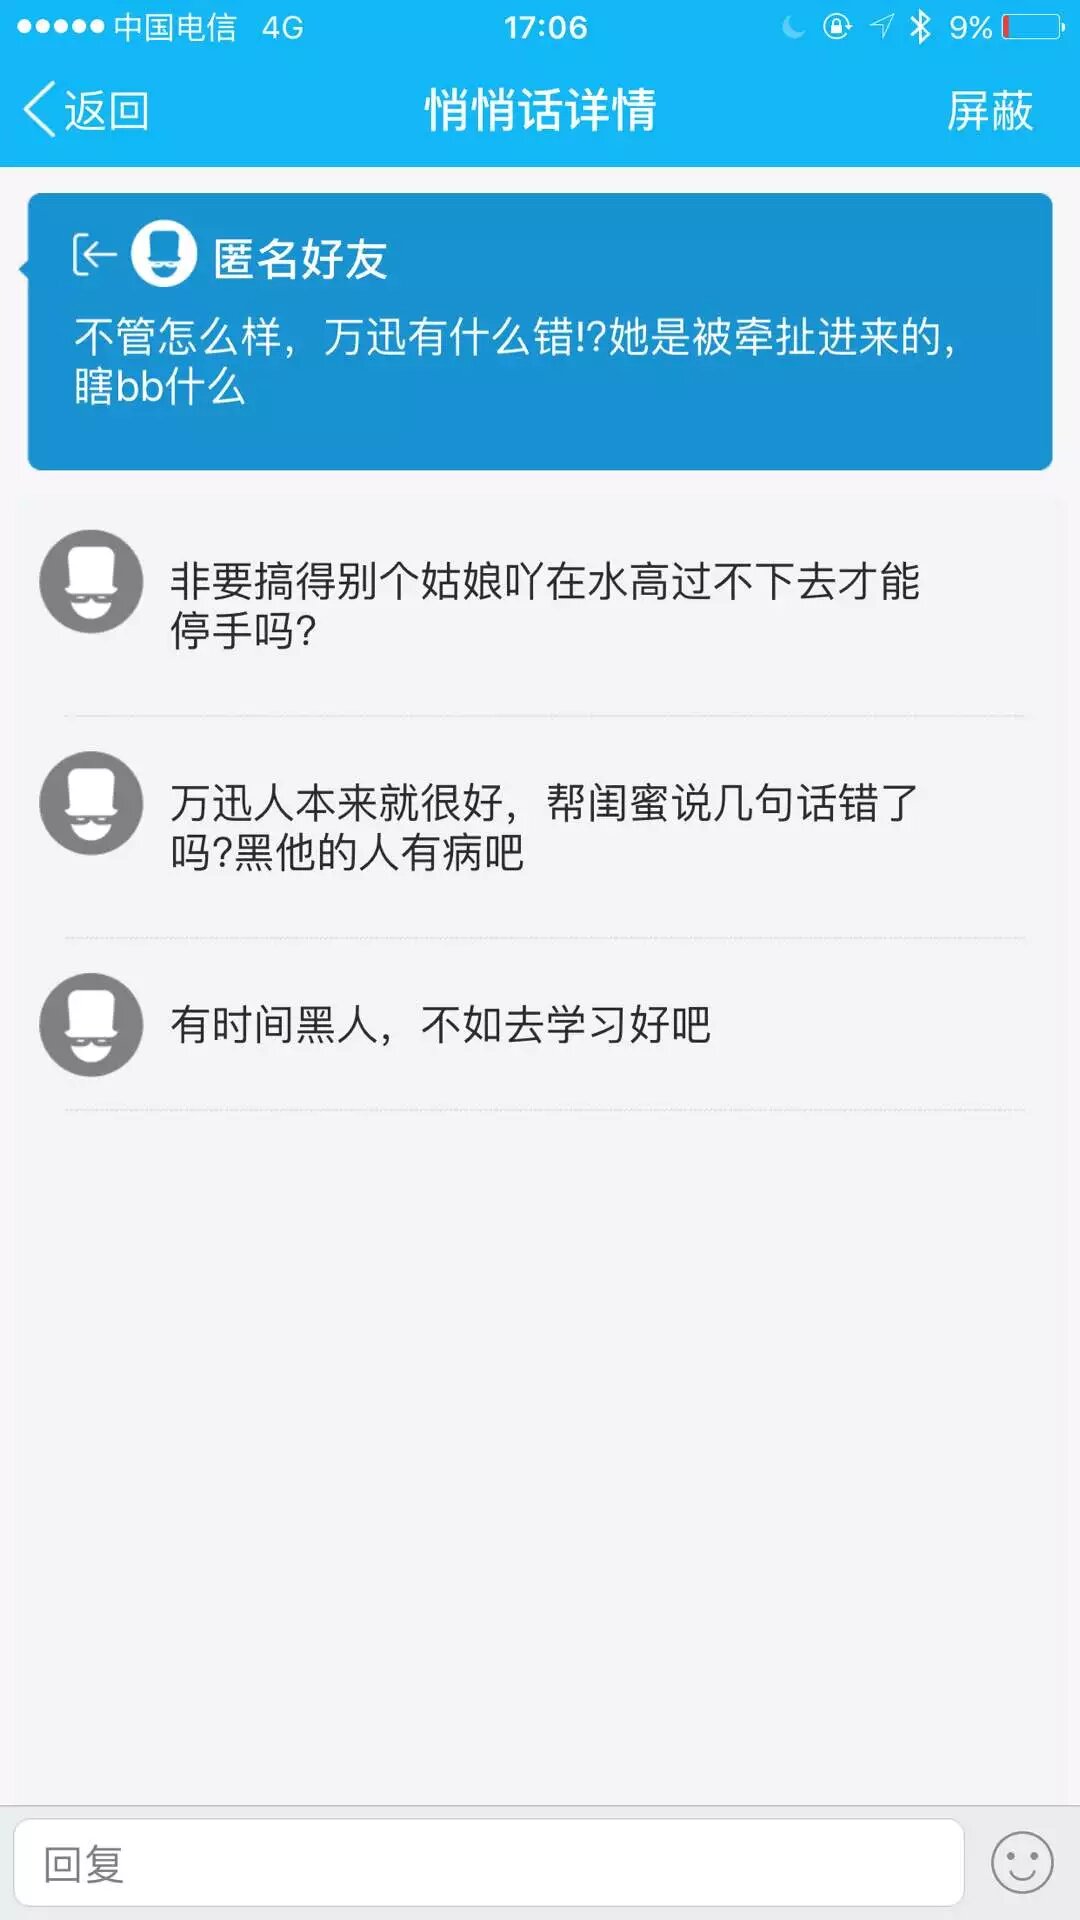 中国电信 4G 17:06 9%
返回 悄悄话详情 屏蔽
匿名好友
不管怎么样，万迅有什么错!?她是被牵扯进来的，
瞎bb什么
非要搞得别个姑娘吖在水高过不下去才能
停手吗?
万迅人本来就很好，帮闺蜜说几句话错了
吗?黑他的人有病吧
有时间黑人，不如去学习好吧
回复